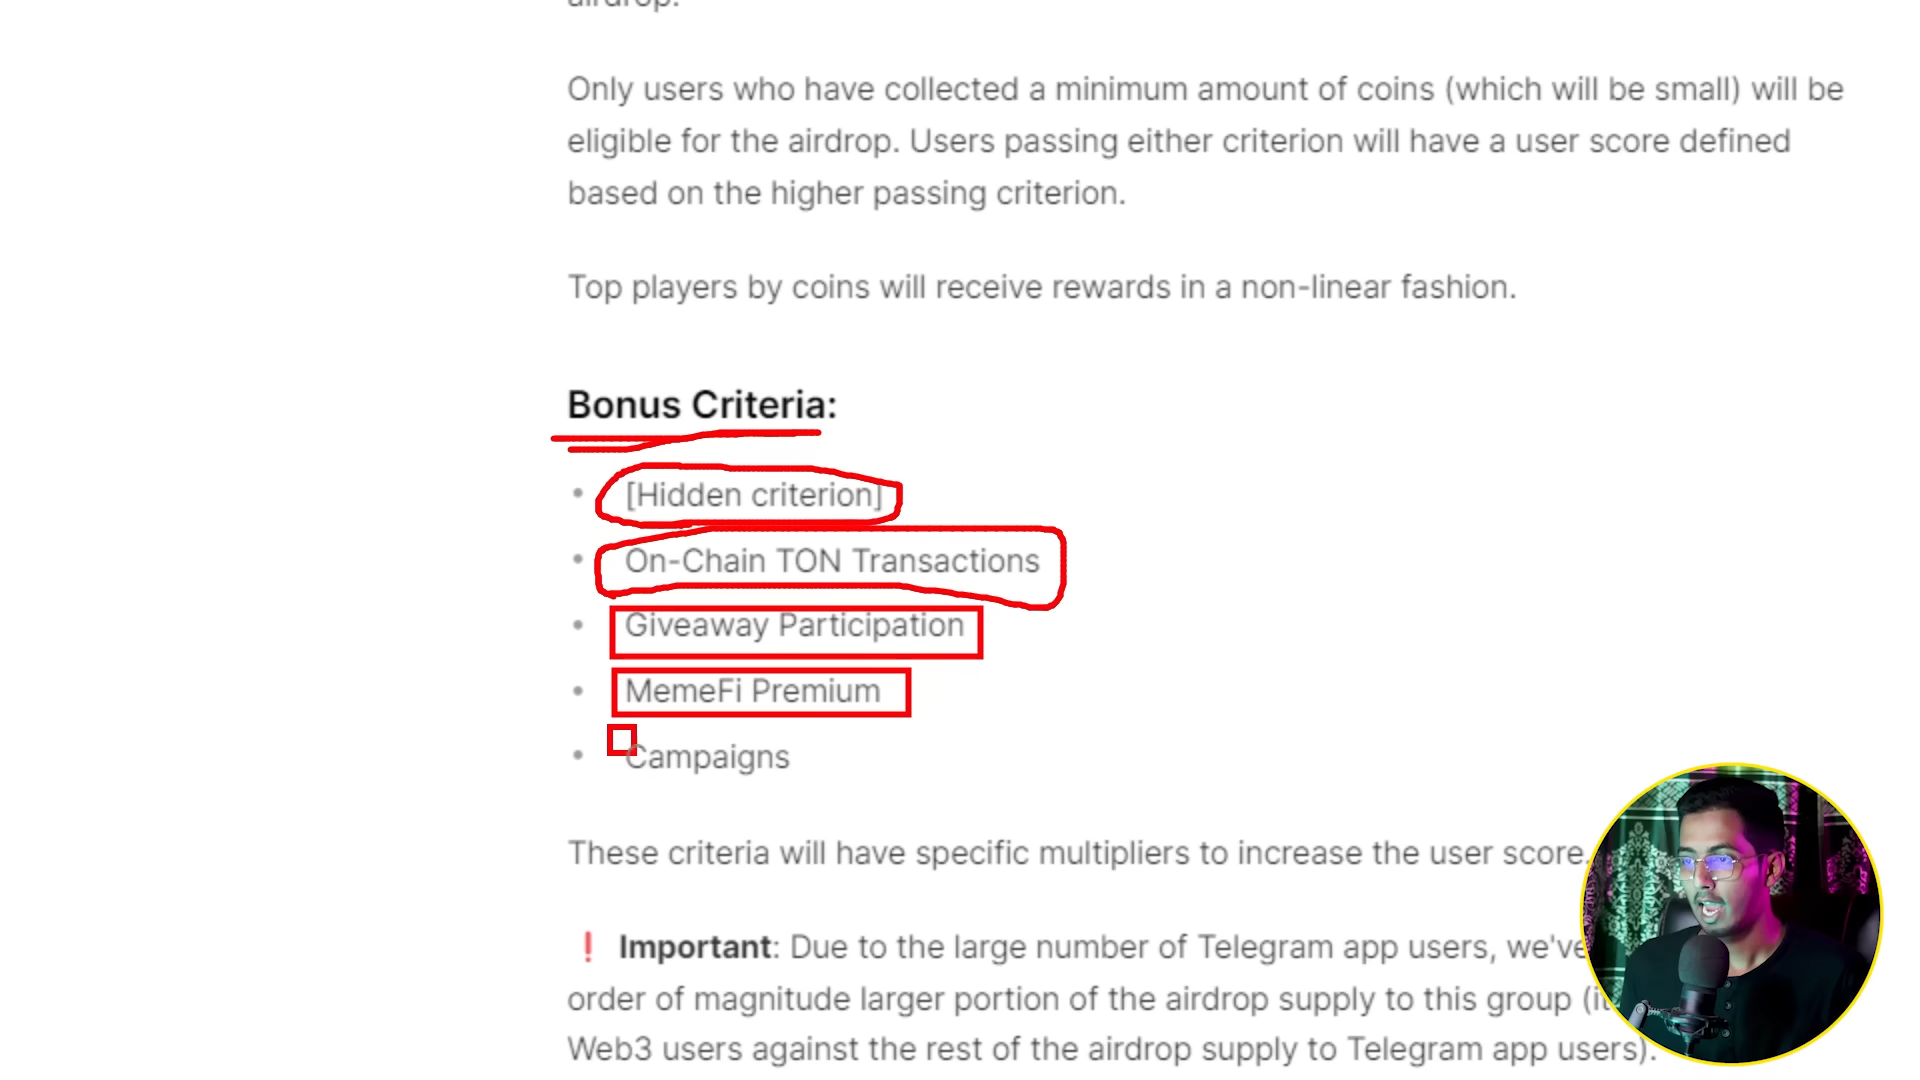 airdrop.
Only users who have collected a minimum amount of coins (which will be small) will be
eligible for the airdrop. Users passing either criterion will have a user score defined
based on the higher passing criterion.
Top players by coins will receive rewards in a non-linear fashion.
Bonus Criteria:
• [Hidden criterion]
• On-Chain TON Transactions
• Giveaway Participation
• MemeFi Premium
• Campaigns
These criteria will have specific multipliers to increase the user score.
❗ Important: Due to the large number of Telegram app users, we've
order of magnitude larger portion of the airdrop supply to this group (
Web3 users against the rest of the airdrop supply to Telegram app users).